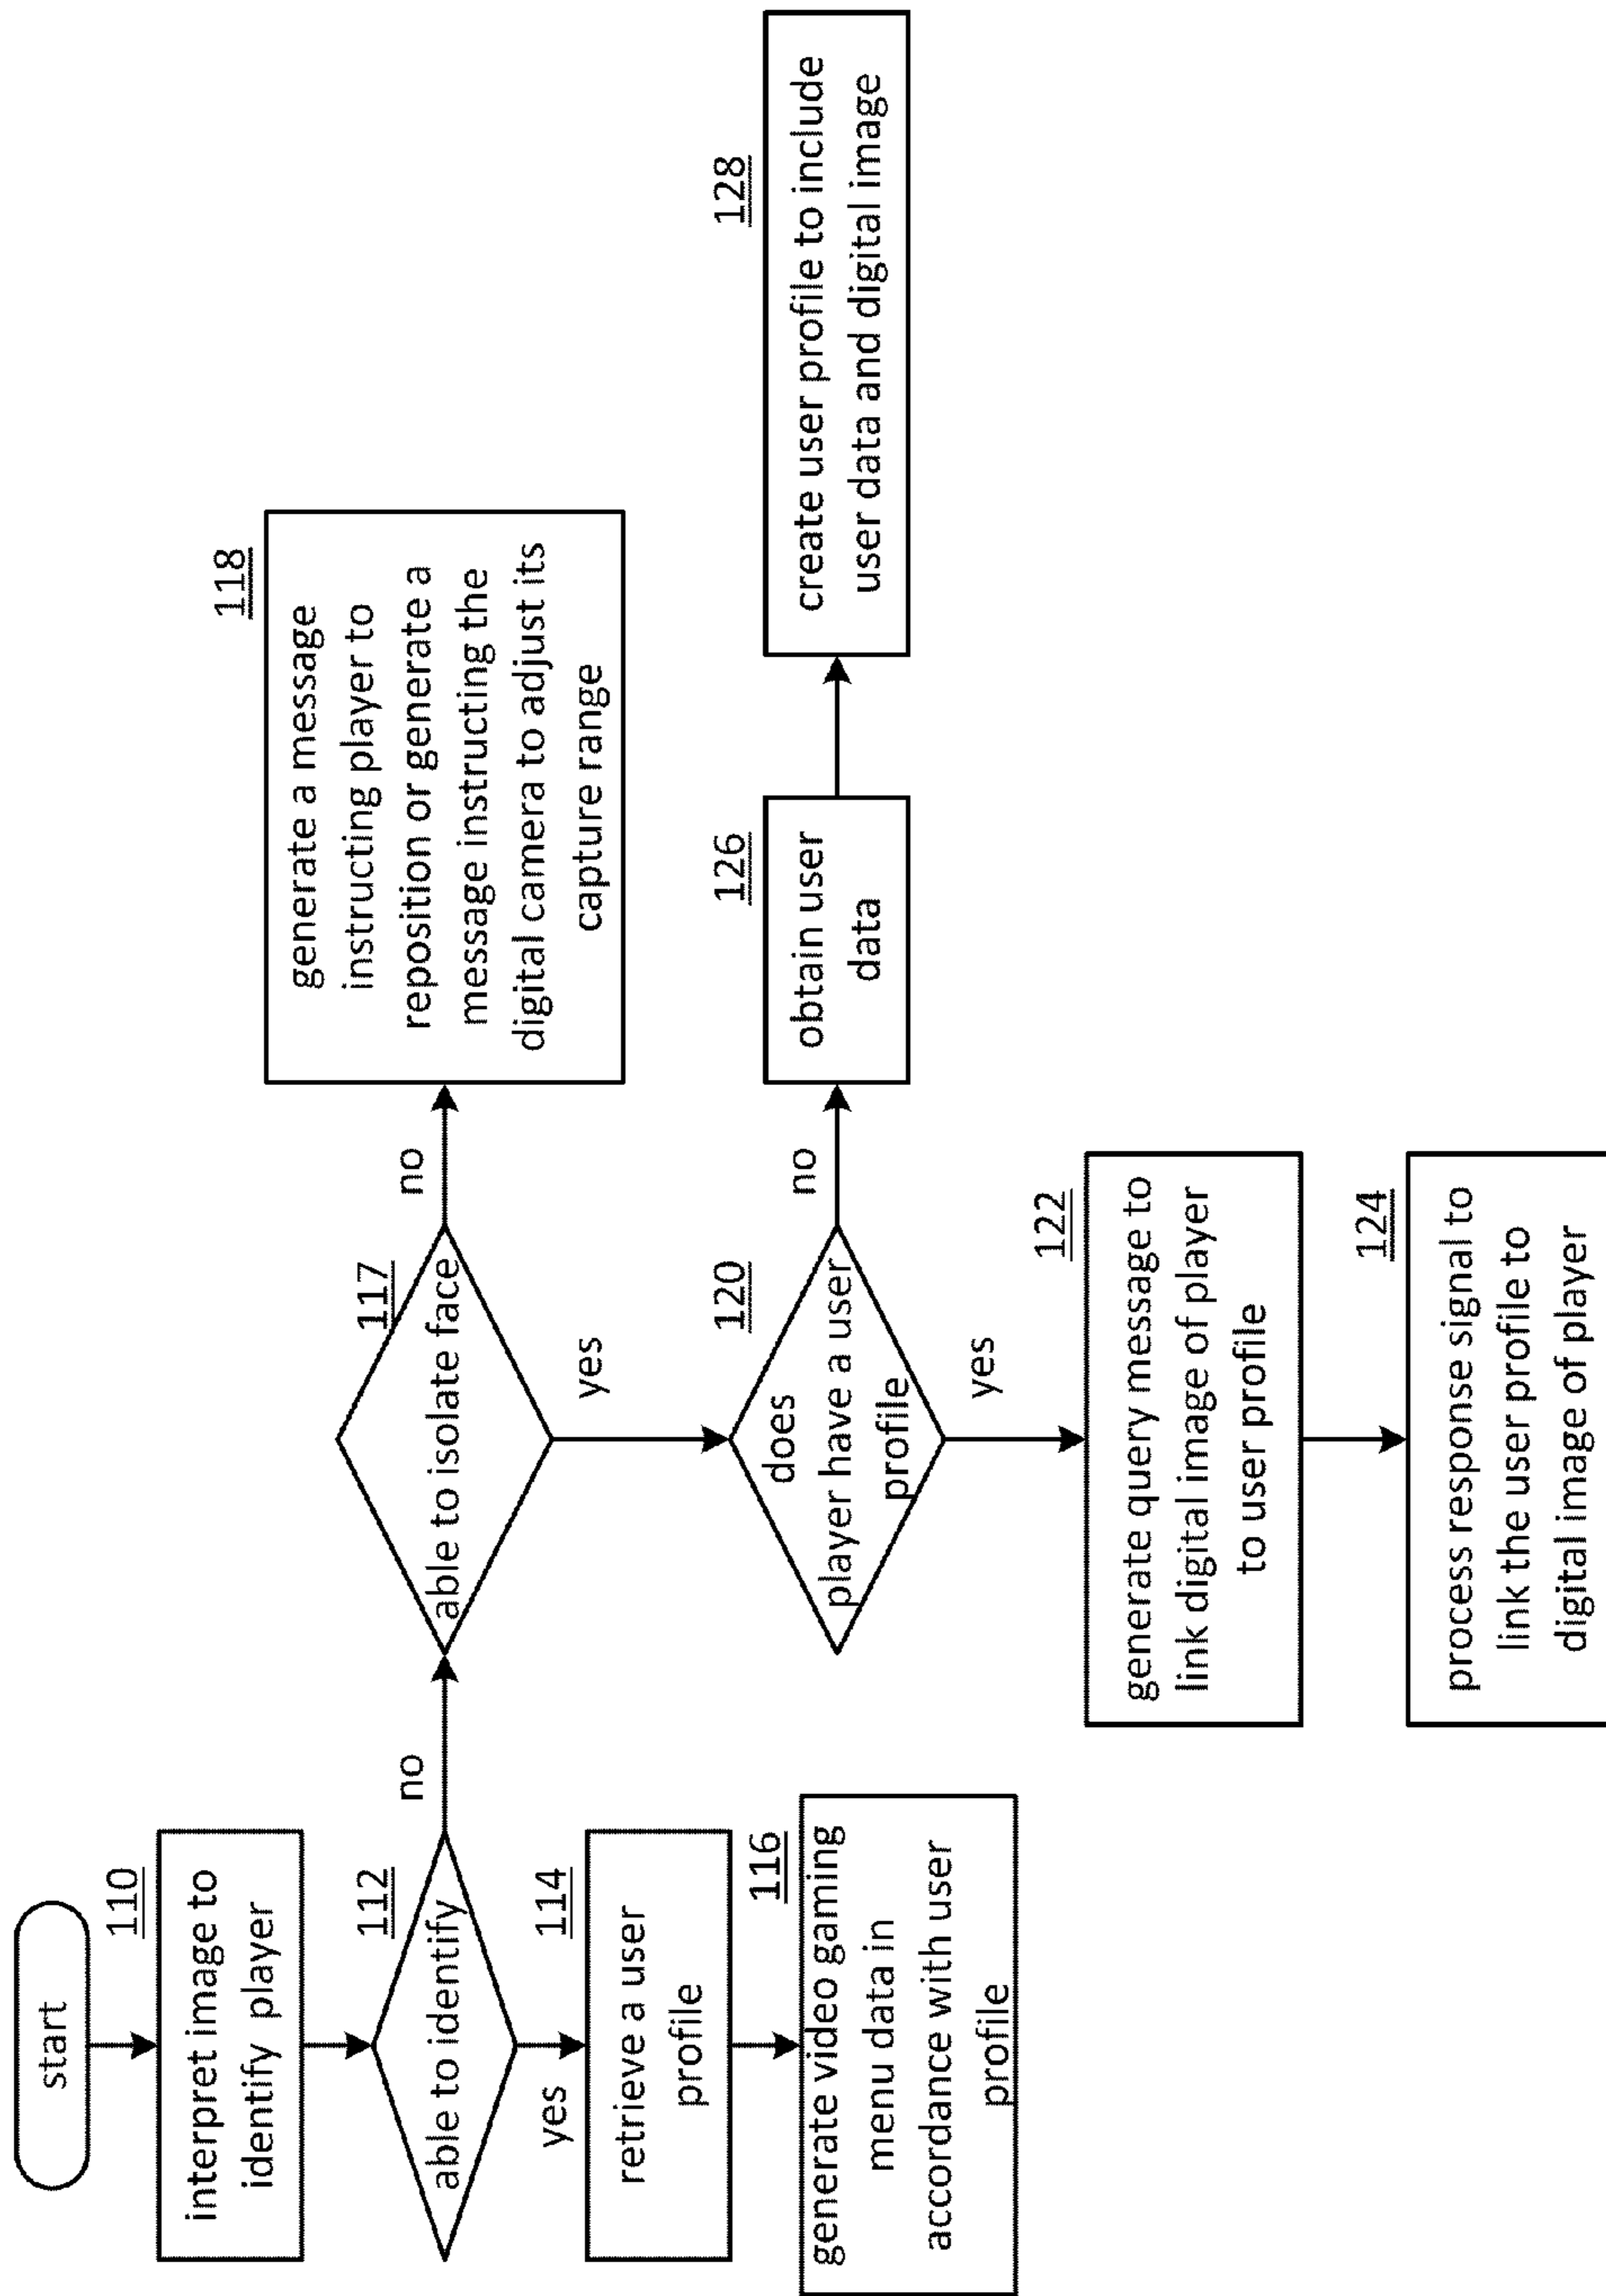 start
110
interpret image to
identify player
112
able to identify
no
yes
114
retrieve a user
profile
116
generate video gaming
menu data in
accordance with user
profile
117
able to isolate face
no
yes
118
generate a message
instructing player to
reposition or generate a
message instructing the
digital camera to adjust its
capture range
120
does
player have a user
profile
no
yes
122
generate query message to
link digital image of player
to user profile
124
process response signal to
link the user profile to
digital image of player
126
obtain user
data
128
create user profile to include
user data and digital image